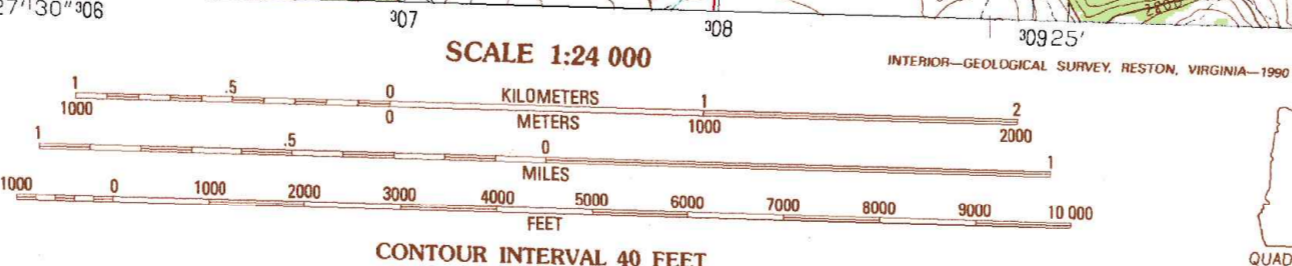 27'30" 306
307
308
309 25'
2800
SCALE 1:24 000
INTERIOR—GEOLOGICAL SURVEY, RESTON, VIRGINIA—1990
1 .5 0 KILOMETERS 1 2
1000 0 METERS 1000 2000
1 .5 0 1
MILES
1000 0 1000 2000 3000 4000 5000 6000 7000 8000 9000 10 000
FEET
CONTOUR INTERVAL 40 FEET
QUAD